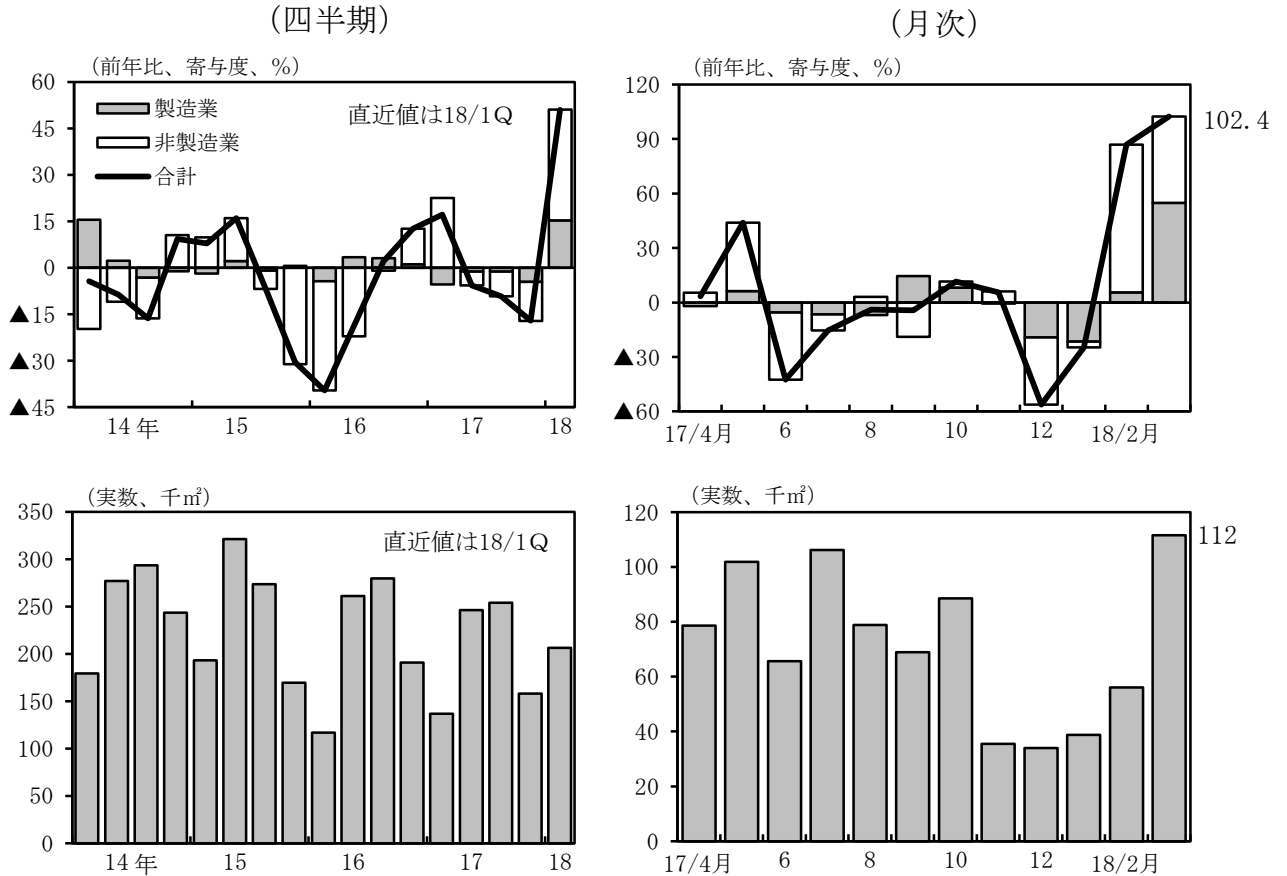 (四半期)
(前年比、寄与度、%)
60
45
30
15
0
▲15
▲30
▲45
製造業
非製造業
合計
直近値は18/1Q
14 年 15 16 17 18
(月次)
(前年比、寄与度、%)
120
90
60
30
0
▲30
▲60
102.4
17/4月 6 8 10 12 18/2月
(実数、千㎡)
350
300
250
200
150
100
50
0
直近値は18/1Q
14 年 15 16 17 18
(実数、千㎡)
120
100
80
60
40
20
0
112
17/4月 6 8 10 12 18/2月